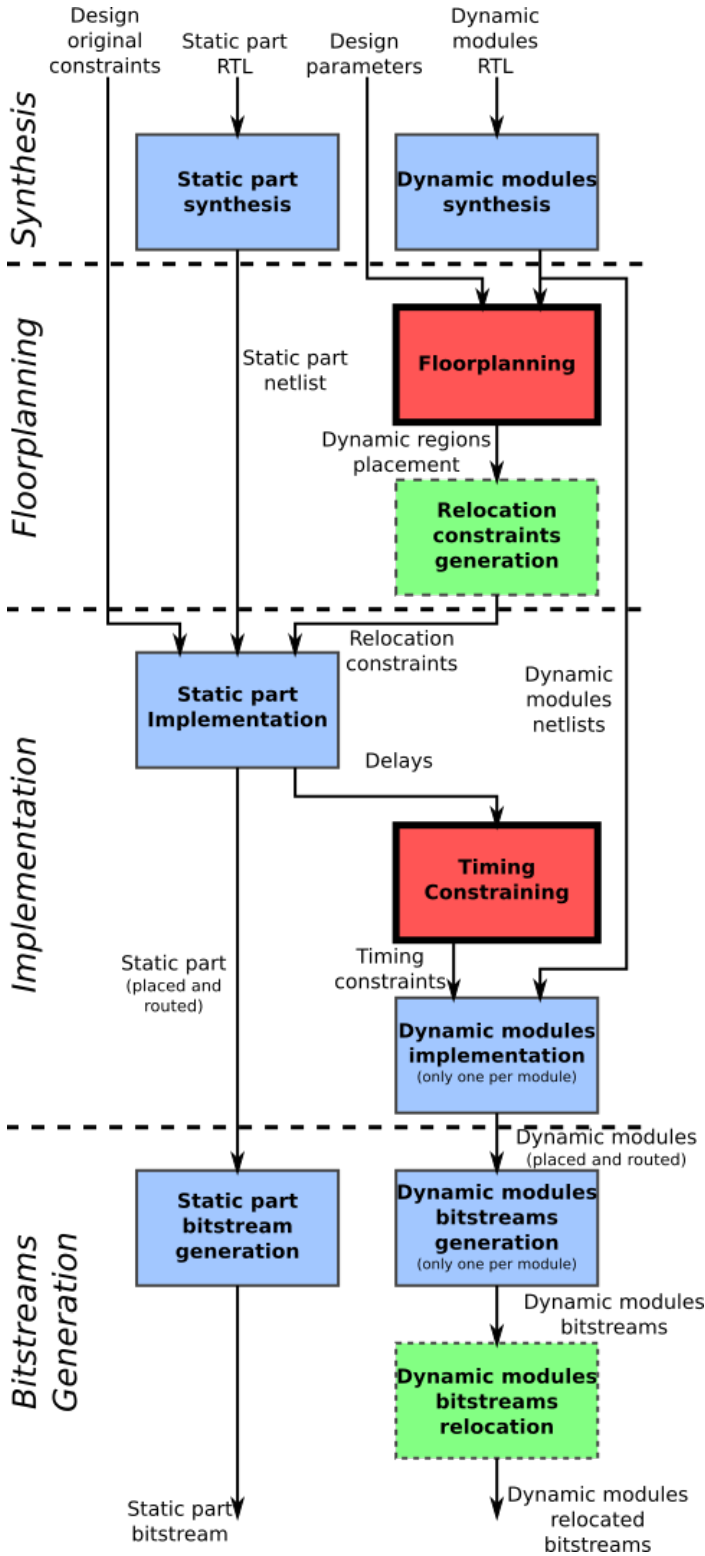 Design
original
constraints
Static part
RTL
Design
parameters
Dynamic
modules
RTL
Synthesis
Static part
synthesis
Dynamic modules
synthesis
Floorplanning
Static part
netlist
Floorplanning
Dynamic regions
placement
Relocation
constraints
generation
Implementation
Relocation
constraints
Static part
Implementation
Dynamic
modules
netlists
Delays
Timing
Constraining
Static part
(placed and
routed)
Timing
constraints
Dynamic modules
implementation
(only one per module)
Bitstreams
Generation
Dynamic modules
(placed and routed)
Static part
bitstream
generation
Dynamic modules
bitstreams
generation
(only one per module)
Dynamic modules
bitstreams
Dynamic modules
bitstreams
relocation
Static part
bitstream
Dynamic modules
relocated
bitstreams